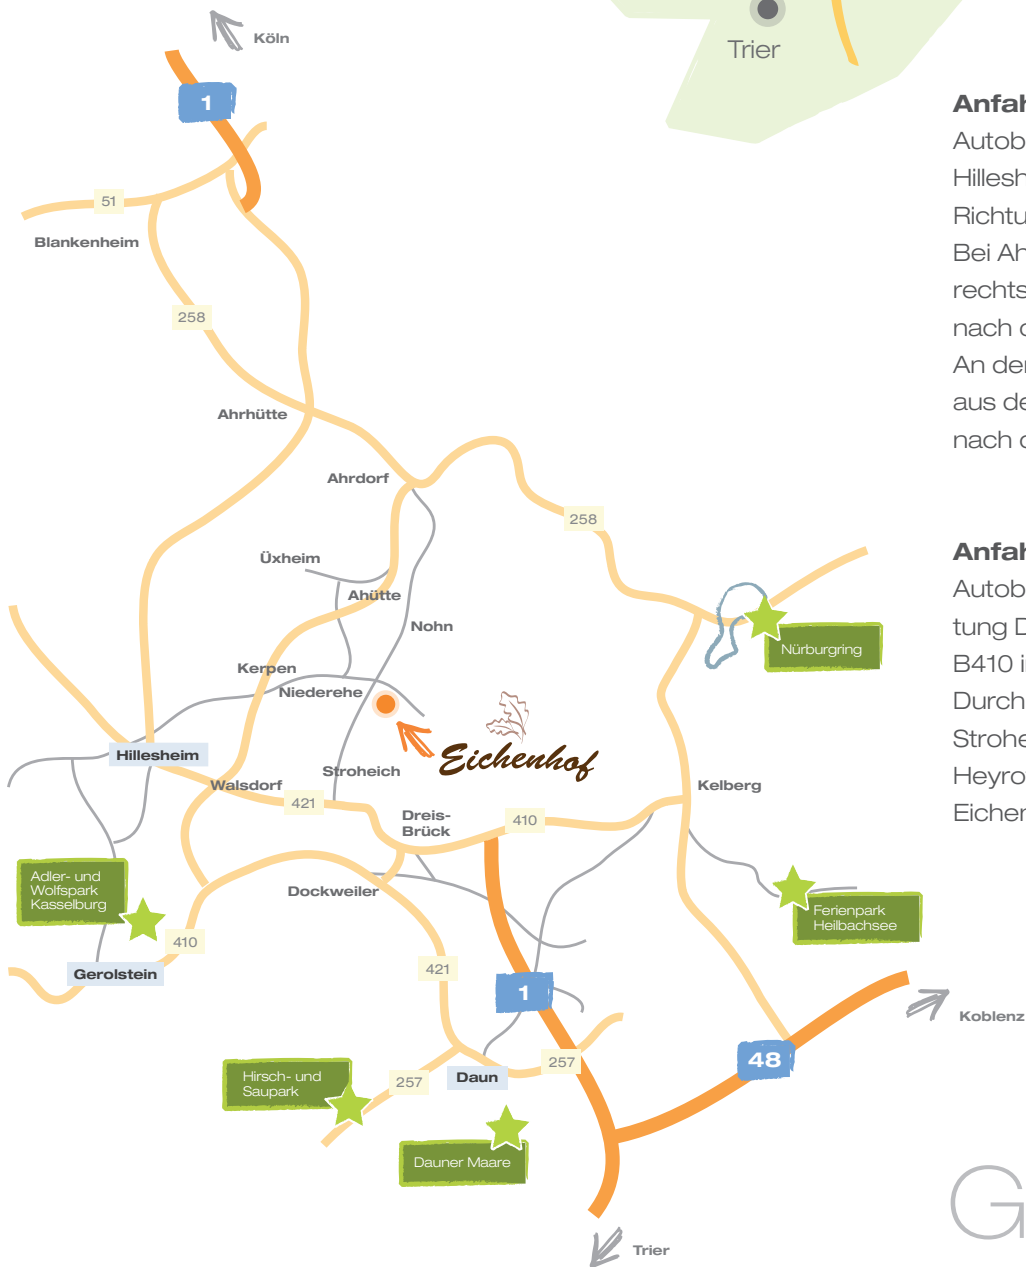 Köln
Trier
1
51
Blankenheim
258
Ahrhütte
Ahrdorf
258
Üxheim
Ahütte
Nohn
Nürburgring
Kerpen
Niederehe
Eichenhof
Hillesheim
Stroheich
Walsdorf
421
Kelberg
Dreis-
Brück
410
Adler- und
Wolfspark
Kasselburg
Dockweiler
Ferienpark
Heilbachsee
410
Gerolstein
421
1
Koblenz
48
257
Hirsch- und
Saupark
257
Daun
Dauner Maare
Trier
Anfah
Autob
Hillesh
Richtu
Bei Ah
rechts
nach d
An der
aus de
nach d
Anfah
Autob
tung D
B410 i
Durch
Strohe
Heyro
Eicher
G